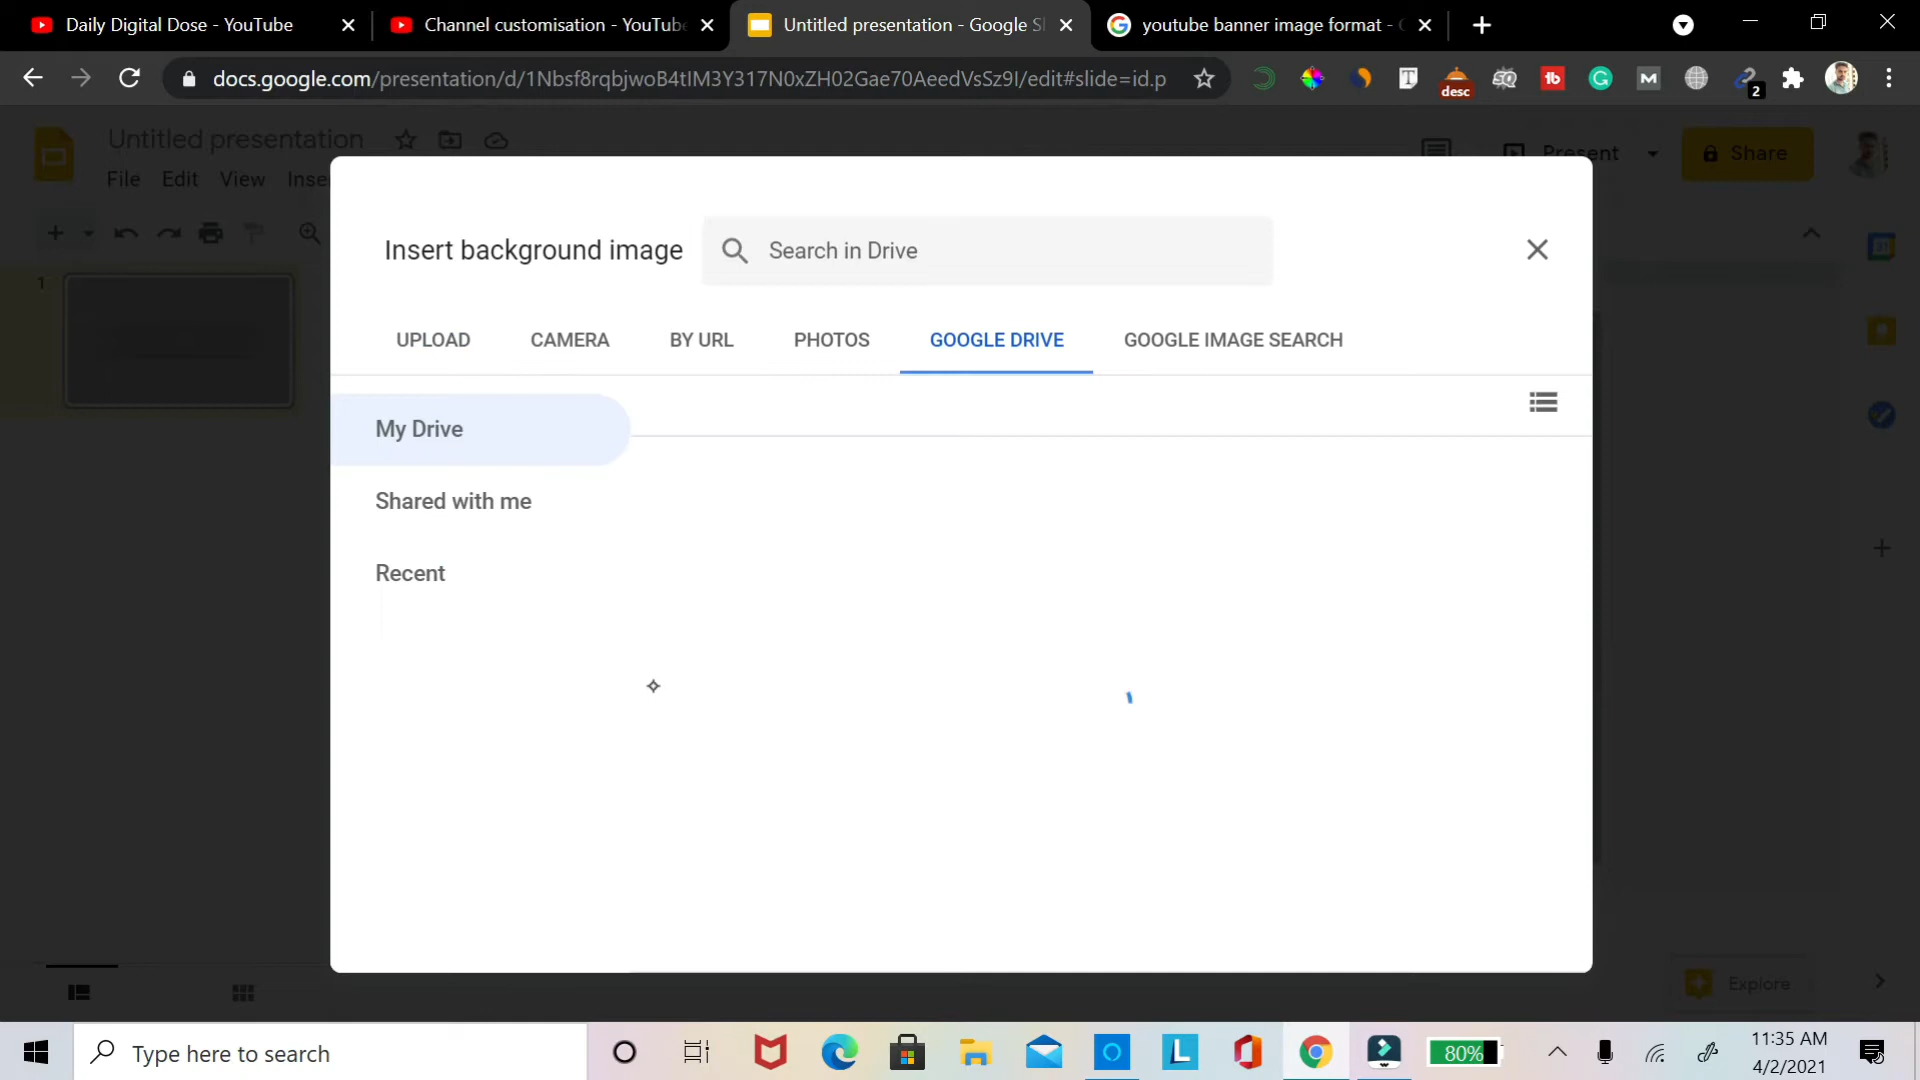 Daily Digital Dose - YouTube
Channel customisation - YouTube
Untitled presentation - Google Sl
youtube banner image format -
docs.google.com/presentation/d/1Nbsf8rqbjwoB4tIM3Y317N0xZH02Gae70AeedVsSz9I/edit#slide=id.p
desc
2
Untitled presentation
Present
Share
File Edit View Inse
Insert background image
Search in Drive
UPLOAD CAMERA BY URL PHOTOS GOOGLE DRIVE GOOGLE IMAGE SEARCH
1
My Drive
Shared with me
Recent
Explore
Type here to search
80%
11:35 AM
4/2/2021